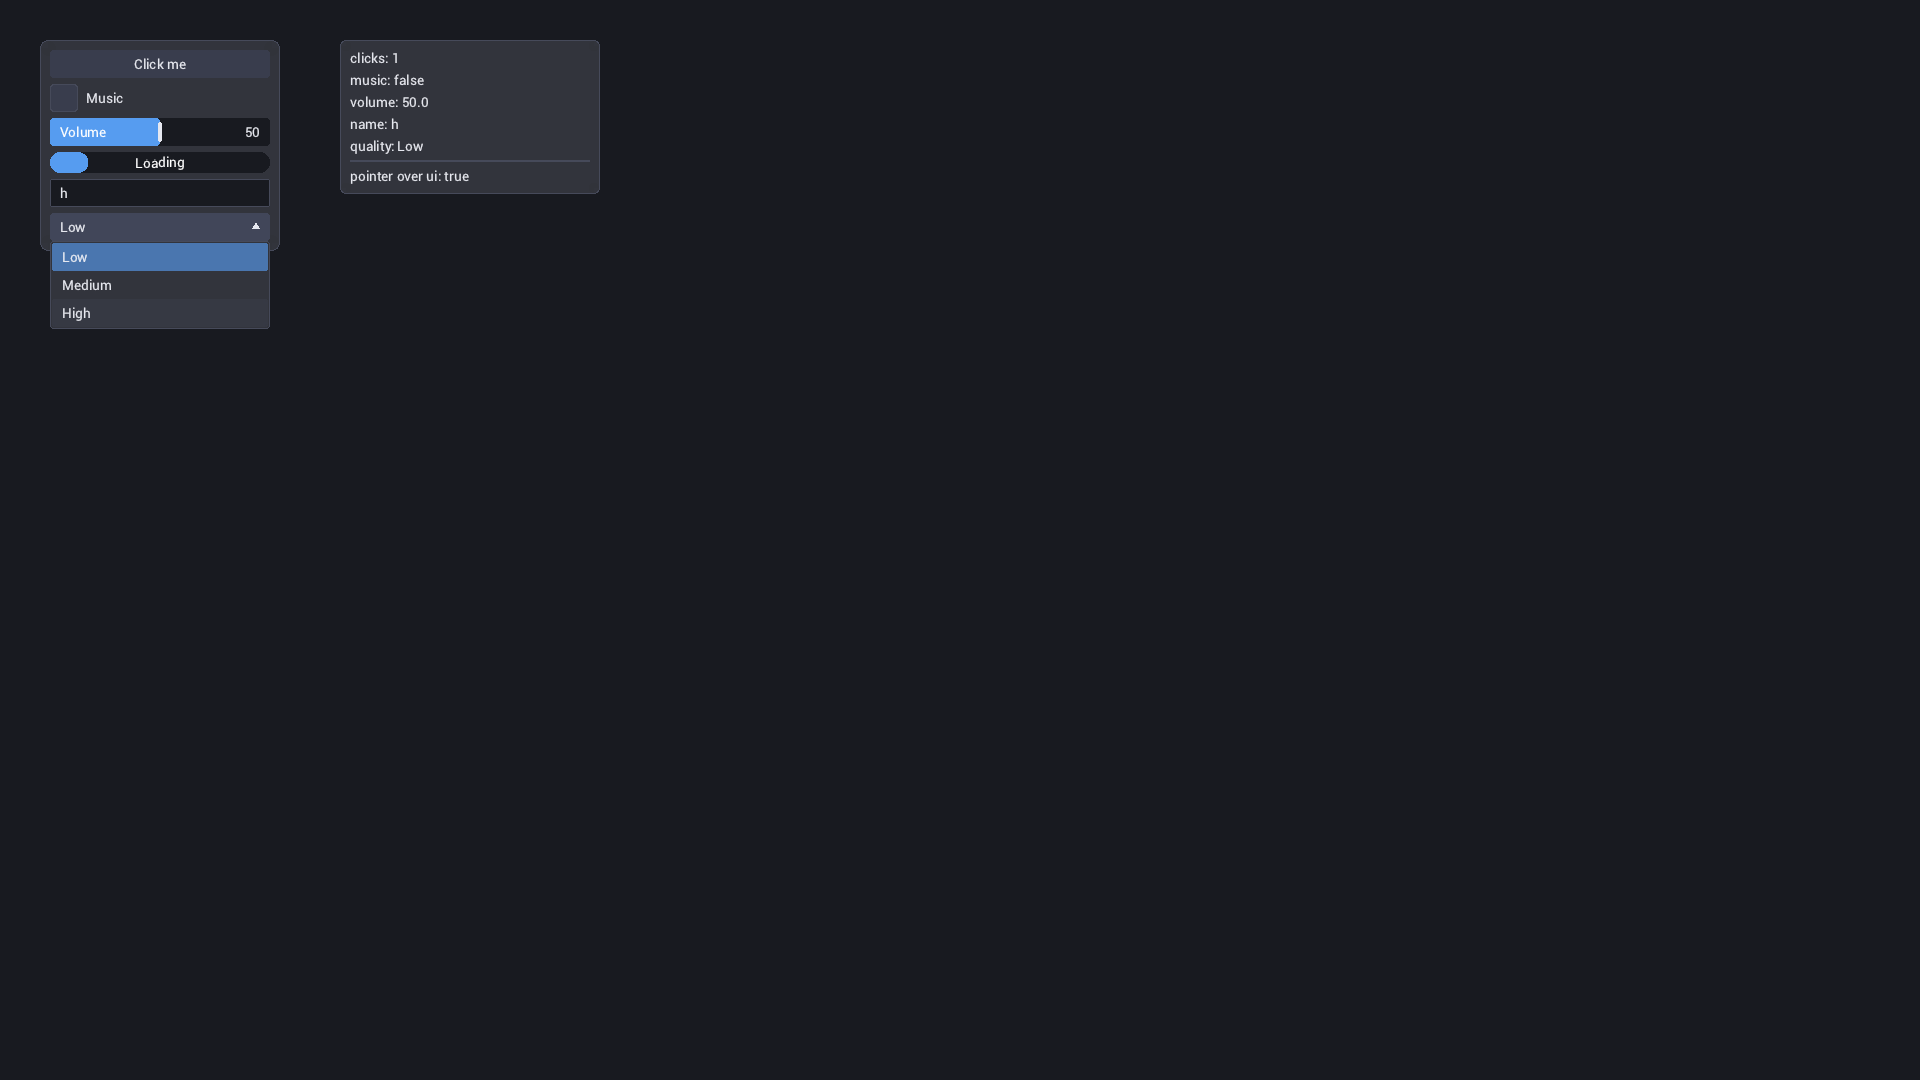 Click me
Music
Volume 50
Loading
h
Low
Low
Medium
High
clicks: 1
music: false
volume: 50.0
name: h
quality: Low
pointer over ui: true